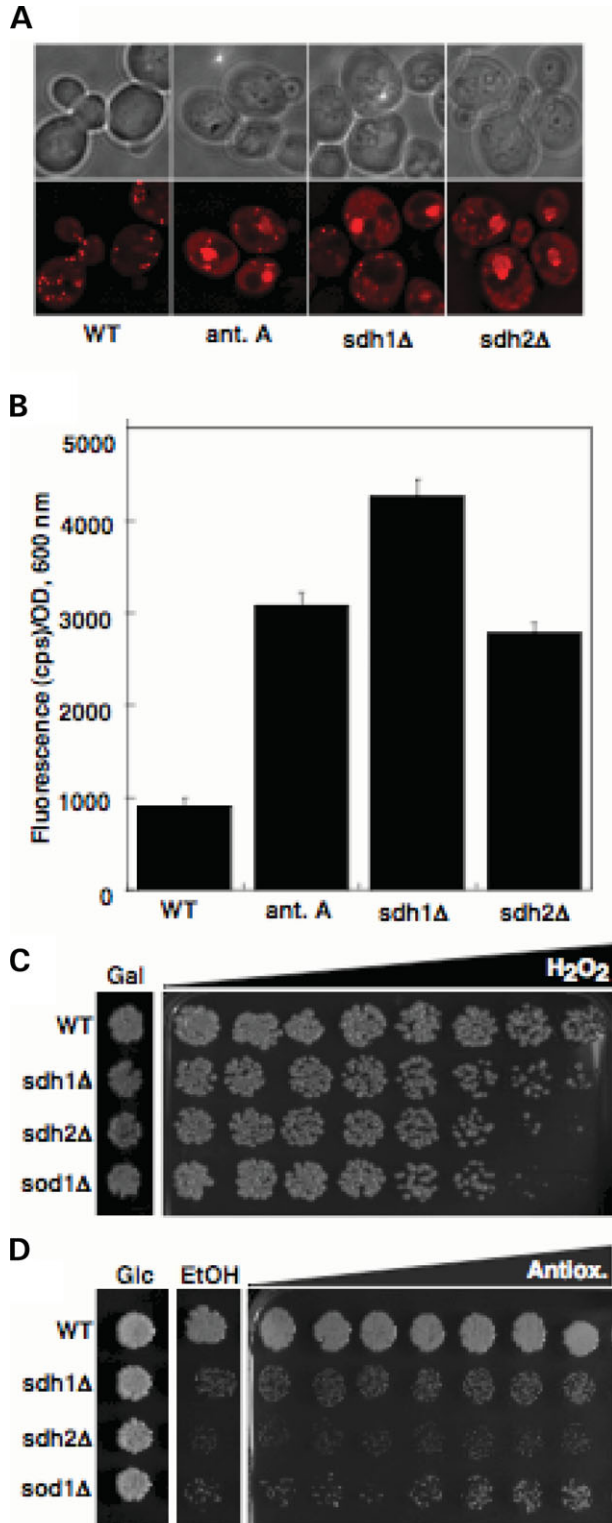 A
WT ant. A sdh1Δ sdh2Δ
B
Fluorescence (cps)/OD, 600 nm
5000
4000
3000
2000
1000
0
WT ant. A sdh1Δ sdh2Δ
C
Gal H₂O₂
WT
sdh1Δ
sdh2Δ
sod1Δ
D
Glc EtOH Antiox.
WT
sdh1Δ
sdh2Δ
sod1Δ